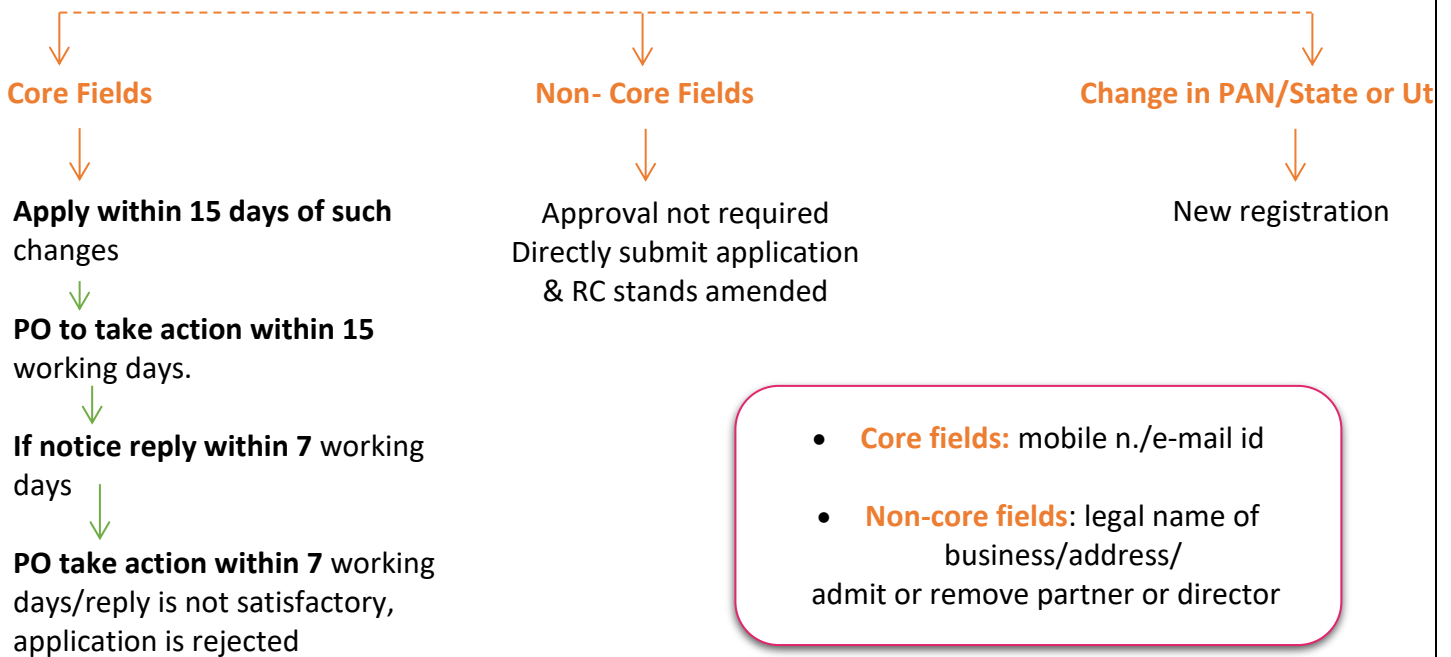 Core Fields
Non- Core Fields
Change in PAN/State or Ut
Apply within 15 days of such
changes
PO to take action within 15
working days.
If notice reply within 7 working
days
PO take action within 7 working
days/reply is not satisfactory,
application is rejected
Approval not required
Directly submit application
& RC stands amended
New registration
• Core fields: mobile n./e-mail id
• Non-core fields: legal name of
business/address/
admit or remove partner or director